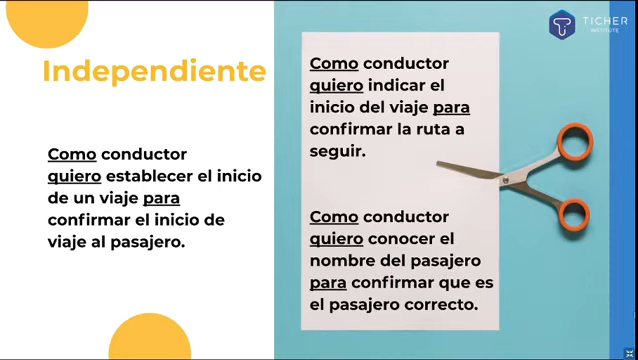 TICHER
INSTITUTE
Independiente
Como conductor
quiero establecer el inicio
de un viaje para
confirmar el inicio de
viaje al pasajero.
Como conductor
quiero indicar el
inicio del viaje para
confirmar la ruta a
seguir.
Como conductor
quiero conocer el
nombre del pasajero
para confirmar que es
el pasajero correcto.